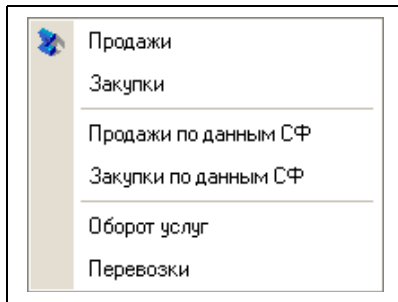 Продажи
Закупки
Продажи по данным СФ
Закупки по данным СФ
Оборот услуг
Перевозки